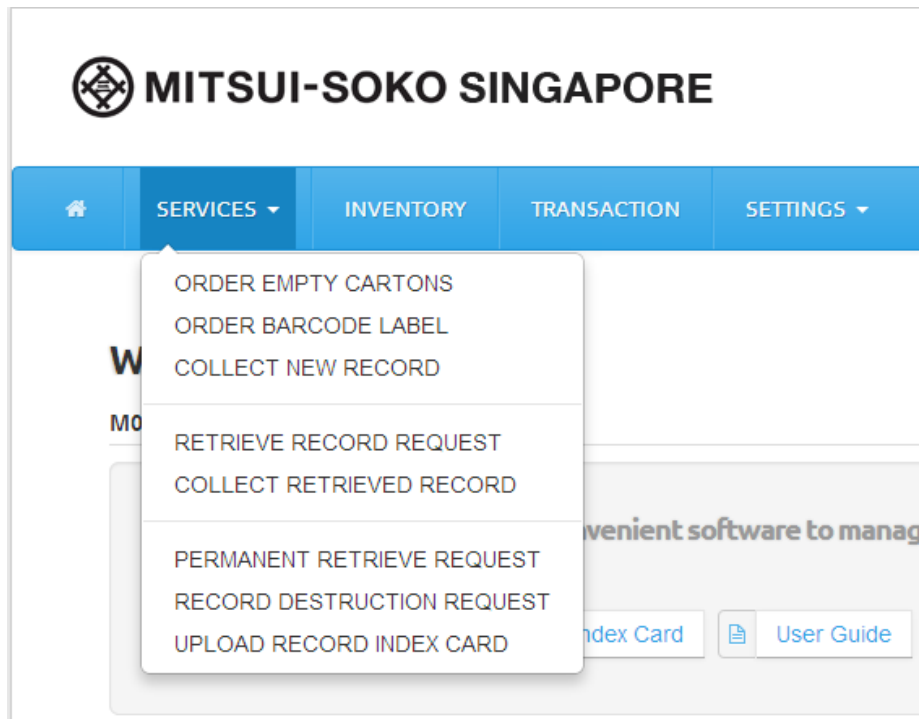 MITSUI-SOKO SINGAPORE
SERVICES INVENTORY TRANSACTION SETTINGS
ORDER EMPTY CARTONS
ORDER BARCODE LABEL
COLLECT NEW RECORD
W
M0
RETRIEVE RECORD REQUEST
COLLECT RETRIEVED RECORD
PERMANENT RETRIEVE REQUEST
RECORD DESTRUCTION REQUEST
UPLOAD RECORD INDEX CARD
venient software to manag
ndex Card User Guide